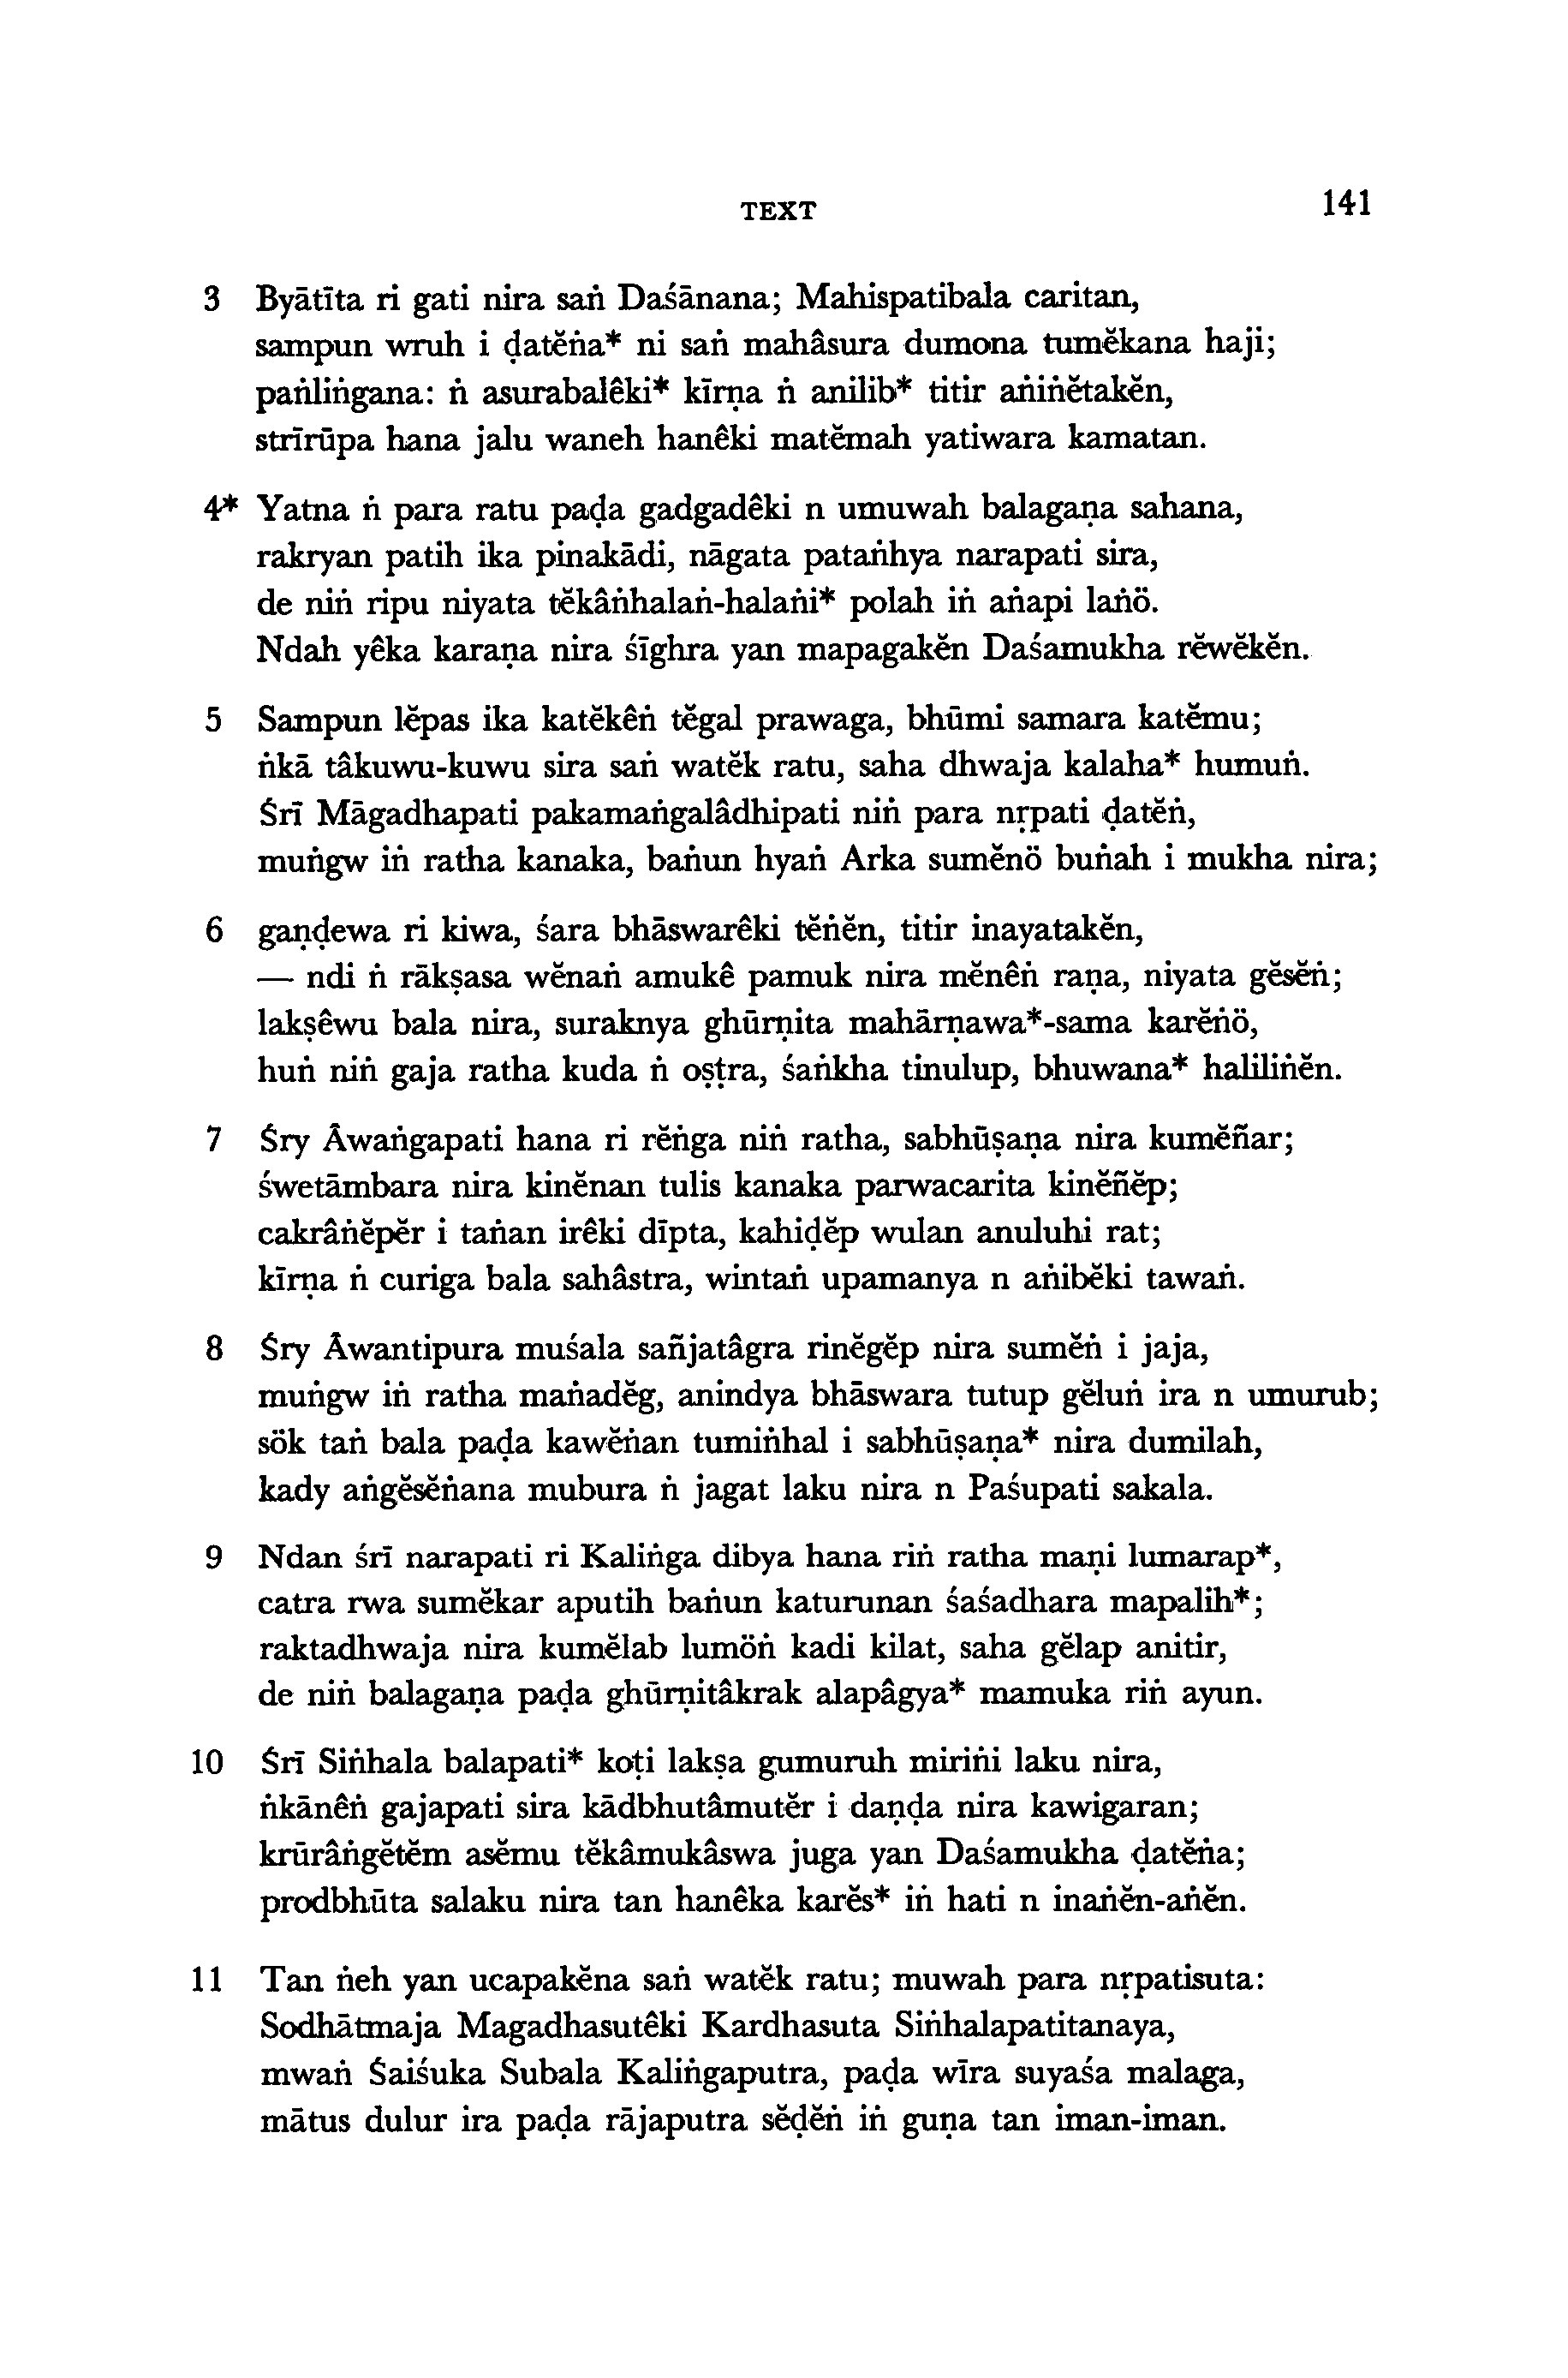 TEXT 141
3 Byātīta ri gati nira saṅ Daśānana; Mahispatibala caritan,
sampun wruh i ḍatĕṅa* ni saṅ mahâsura dumona tumĕkana haji;
paṅliṅgana: ṅ asurabalêki* kīrṇa ṅ anilib* titir aṅiṅĕtakĕn,
strīrūpa hana jalu waneh hanêki matĕmah yatiwara kamatan.
4* Yatna ṅ para ratu paḍa gadgadêki n umuwah balagaṇa sahana,
rakryan patih ika pinakādi, nāgata pataṅhya narapati sira,
de niṅ ripu niyata tĕkâṅhalaṅ-halaṅi* polah iṅ aṅapi laṅö.
Ndah yêka karaṇa nira śīghra yan mapagakĕn Daśamukha rĕwĕkĕn.
5 Sampun lĕpas ika katĕkêṅ tĕgal prawaga, bhūmi samara katĕmu;
ṅkā tâkuwu-kuwu sira saṅ watĕk ratu, saha dhwaja kalaha* humuṅ.
Śrī Māgadhapati pakamaṅgalâdhipati niṅ para nṛpati ḍatĕṅ,
muṅgw iṅ ratha kanaka, baṅun hyaṅ Arka sumĕnö buṅah i mukha nira;
6 gaṇḍewa ri kiwa, śara bhāswarêki tĕṅĕn, titir inayatakĕn,
— ndi ṅ rākṣasa wĕnaṅ amukê pamuk nira mĕnêṅ raṇa, niyata gĕsĕṅ;
lakṣêwu bala nira, suraknya ghūrṇita mahārṇawa*-sama karĕṅö,
huṅ niṅ gaja ratha kuda ṅ oṣṭra, śaṅkha tinulup, bhuwana* haliliṅĕn.
7 Śry Âwaṅgapati hana ri rĕṅga niṅ ratha, sabhūṣaṇa nira kumĕñar;
śwetāmbara nira kinĕnan tulis kanaka parwacarita kinĕñĕp;
cakrâṅĕpĕr i taṅan irêki dīpta, kahiḍĕp wulan anuluhi rat;
kīrṇa ṅ curiga bala sahâstra, wintaṅ upamanya n aṅibĕki tawaṅ.
8 Śry Âwantipura muśala sañjatâgra rinĕgĕp nira sumĕṅ i jaja,
muṅgw iṅ ratha maṅadĕg, anindya bhāswara tutup gĕluṅ ira n umurub;
sök taṅ bala paḍa kawĕṅan tumiṅhal i sabhūṣaṇa* nira dumilah,
kady aṅgĕsĕṅana mubura ṅ jagat laku nira n Paśupati sakala.
9 Ndan śrī narapati ri Kaliṅga dibya hana riṅ ratha maṇi lumarap*,
catra rwa sumĕkar aputih baṅun katurunan śaśadhara mapalih*;
raktadhwaja nira kumĕlab lumöṅ kadi kilat, saha gĕlap anitir,
de niṅ balagaṇa paḍa ghūrṇitâkrak alapâgya* mamuka riṅ ayun.
10 Śrī Siṅhala balapati* koṭi lakṣa gumuruh miriṅi laku nira,
ṅkānêṅ gajapati sira kādbhutâmutĕr i daṇḍa nira kawigaran;
krūrâṅgĕtĕm asĕmu tĕkâmukâswa juga yan Daśamukha ḍatĕṅa;
prodbhūta salaku nira tan hanêka karĕs* iṅ hati n inaṅĕn-aṅĕn.
11 Tan ṅeh yan ucapakĕna saṅ watĕk ratu; muwah para nṛpatisuta:
Sodhātmaja Magadhasutêki Kardhasuta Siṅhalapatitanaya,
mwaṅ Śaiśuka Subala Kaliṅgaputra, paḍa wīra suyaśa malaga,
mātus dulur ira paḍa rājaputra sĕḍĕṅ iṅ guṇa tan iman-iman.